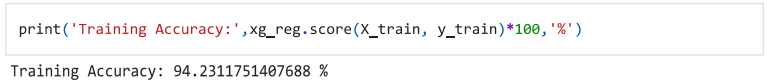 print('Training Accuracy:',xg_reg.score(X_train, y_train)*100,'%')
Training Accuracy: 94.2311751407688 %